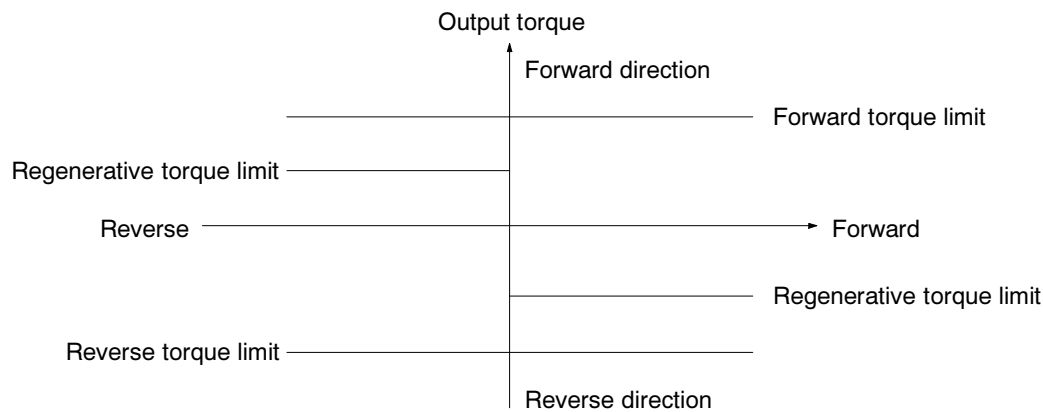 Output torque
Forward direction
Forward torque limit
Regenerative torque limit
Reverse
Forward
Regenerative torque limit
Reverse torque limit
Reverse direction